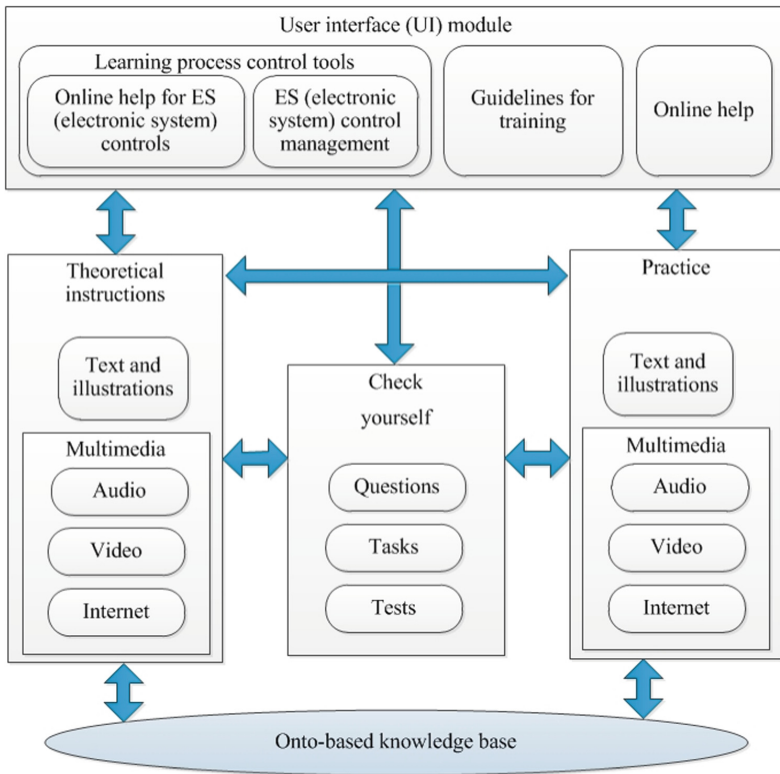 User interface (UI) module
Learning process control tools
Online help for ES
(electronic system)
controls
ES (electronic
system) control
management
Guidelines for
training
Online help
Theoretical
instructions
Text and
illustrations
Multimedia
Audio
Video
Internet
Check
yourself
Questions
Tasks
Tests
Practice
Text and
illustrations
Multimedia
Audio
Video
Internet
Onto-based knowledge base